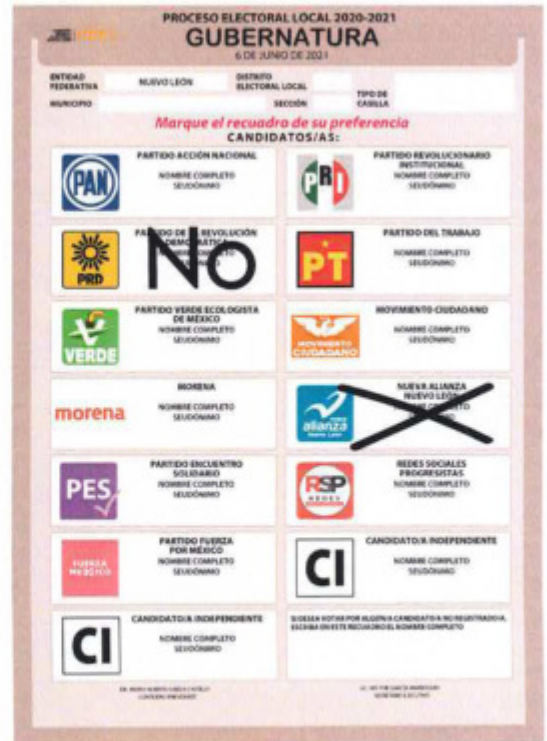 PROCESO ELECTORAL LOCAL 2020-2021
GUBERNATURA
6 DE JUNIO DE 2021
ENTIDAD FEDERATIVA
NUEVO LEÓN
DISTRITO ELECTORAL LOCAL
MUNICIPIO
SECCIÓN
TIPO DE CASILLA
Marque el recuadro de su preferencia
CANDIDATOS/AS:
PAN
PARTIDO ACCIÓN NACIONAL
NOMBRE COMPLETO
SEUDÓNIMO
PRI
PARTIDO REVOLUCIONARIO
INSTITUCIONAL
NOMBRE COMPLETO
SEUDÓNIMO
PRD
PARTIDO DE LA REVOLUCIÓN
DEMOCRÁTICA
NOMBRE COMPLETO
SEUDÓNIMO
No
PT
PARTIDO DEL TRABAJO
NOMBRE COMPLETO
SEUDÓNIMO
VERDE
PARTIDO VERDE ECOLOGISTA
DE MÉXICO
NOMBRE COMPLETO
SEUDÓNIMO
MOVIMIENTO
CIUDADANO
MOVIMIENTO CIUDADANO
NOMBRE COMPLETO
SEUDÓNIMO
morena
MORENA
NOMBRE COMPLETO
SEUDÓNIMO
alianza
NUEVA ALIANZA
NUEVO LEÓN
NOMBRE COMPLETO
SEUDÓNIMO
PES
PARTIDO ENCUENTRO
SOLIDARIO
NOMBRE COMPLETO
SEUDÓNIMO
RSP
REDES
REDES SOCIALES
PROGRESISTAS
NOMBRE COMPLETO
SEUDÓNIMO
FUERZA
PARTIDO FUERZA
POR MÉXICO
NOMBRE COMPLETO
SEUDÓNIMO
CI
CANDIDATO/A INDEPENDIENTE
NOMBRE COMPLETO
SEUDÓNIMO
CI
CANDIDATO/A INDEPENDIENTE
NOMBRE COMPLETO
SEUDÓNIMO
SI DESEA VOTAR POR ALGÚN/A CANDIDATO/A NO REGISTRADO/A,
ESCRIBA EN ESTE RECUADRO EL NOMBRE COMPLETO